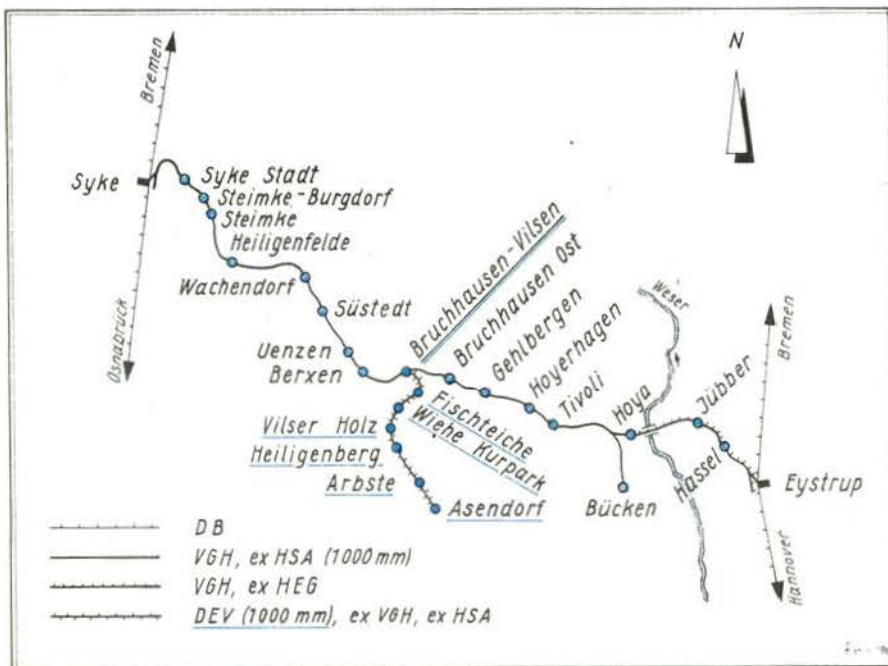 Bremen
N
Syke
Syke Stadt
Steimke-Burgdorf
Steimke
Heiligenfelde
Wachendorf
Süstedt
Uenzen
Berxen
Osnabrück
Bruchhausen-Vilsen
Bruchhausen Ost
Gehlbergen
Hoyerhagen
Tivoli
Hoya
Weser
Jübber
Bremen
Fischteiche
Wiehe Kurpark
Vilser Holz
Heiligenberg
Arbste
Asendorf
Bücken
Hassel
Eystrup
Hannover
DB
VGH, ex HSA (1000 mm)
VGH, ex HEG
DEV (1000 mm), ex VGH, ex HSA